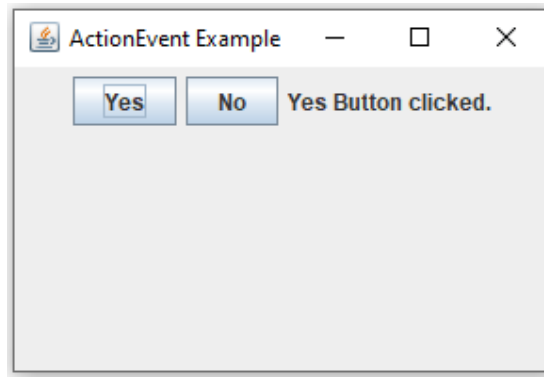 ActionEvent Example
Yes No Yes Button clicked.